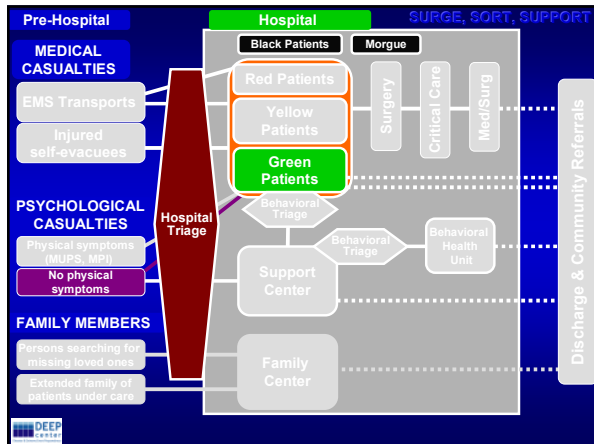 Pre-Hospital
Hospital
SURGE, SORT, SUPPORT
Black Patients
Morgue
MEDICAL
CASUALTIES
EMS Transports
Injured
self-evacuees
Red Patients
Yellow
Patients
Green
Patients
Surgery
Critical Care
Med/Surg
Discharge & Community Referrals
Hospital
Triage
PSYCHOLOGICAL
CASUALTIES
Physical symptoms
(MUPS, MPI)
No physical
symptoms
Behavioral
Triage
Behavioral
Triage
Behavioral
Health
Unit
Support
Center
FAMILY MEMBERS
Persons searching for
missing loved ones
Extended family of
patients under care
Family
Center
DEEP
center